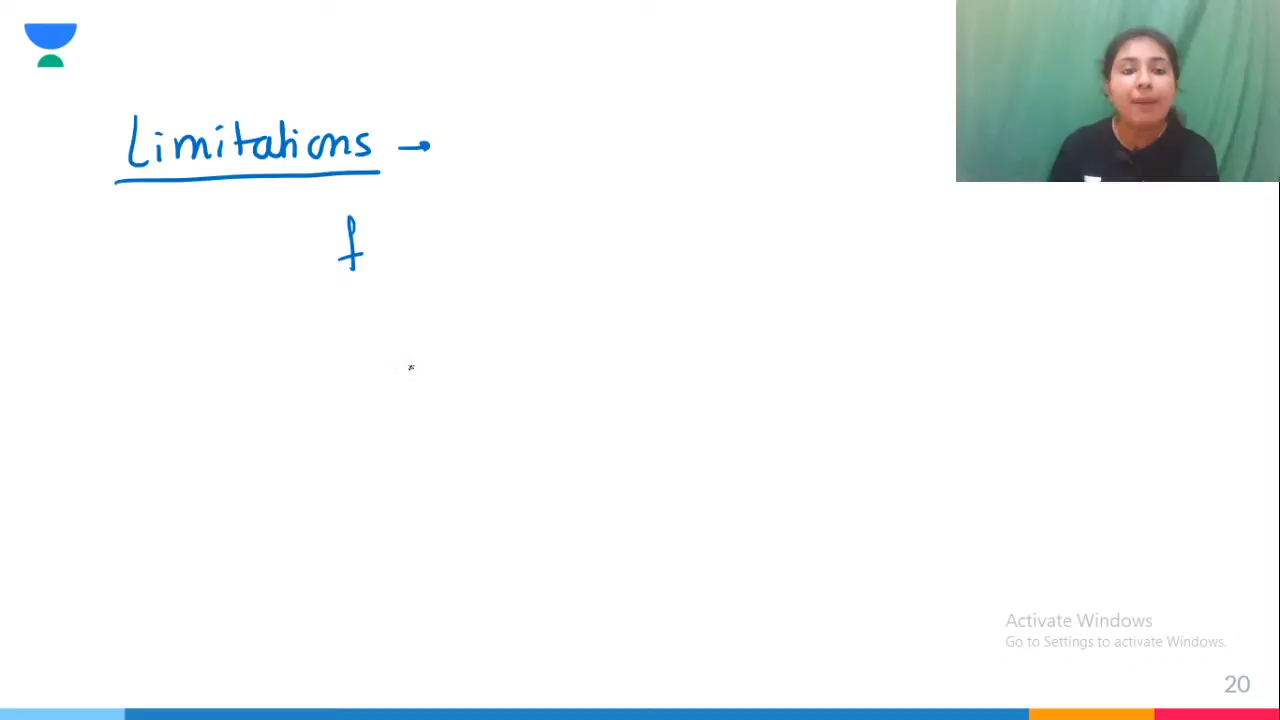 Limitations →
f
Activate Windows
Go to Settings to activate Windows.
20